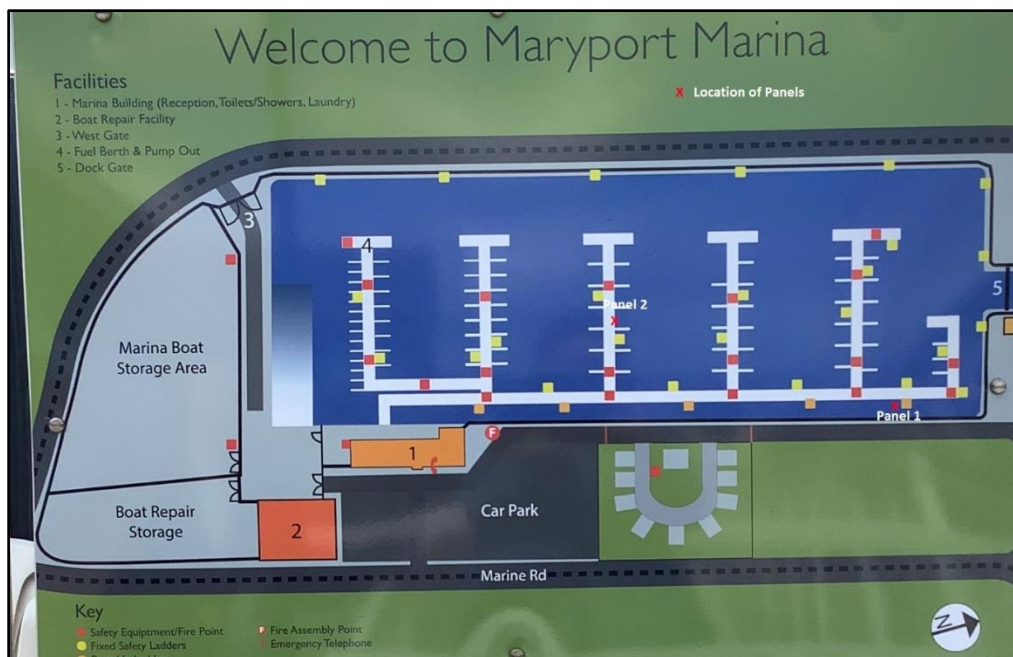 Welcome to Maryport Marina
Facilities
1 - Marina Building (Reception, Toilets/Showers, Laundry)
2 - Boat Repair Facility
3 - West Gate
4 - Fuel Berth & Pump Out
5 - Dock Gate
X Location of Panels
3
4
5
Panel 2
Marina Boat
Storage Area
Panel 1
1
F
Boat Repair
Storage
2
Car Park
Marine Rd
Key
Safety Equipment/Fire Point
Fixed Safety Ladders
F Fire Assembly Point
Emergency Telephone
N